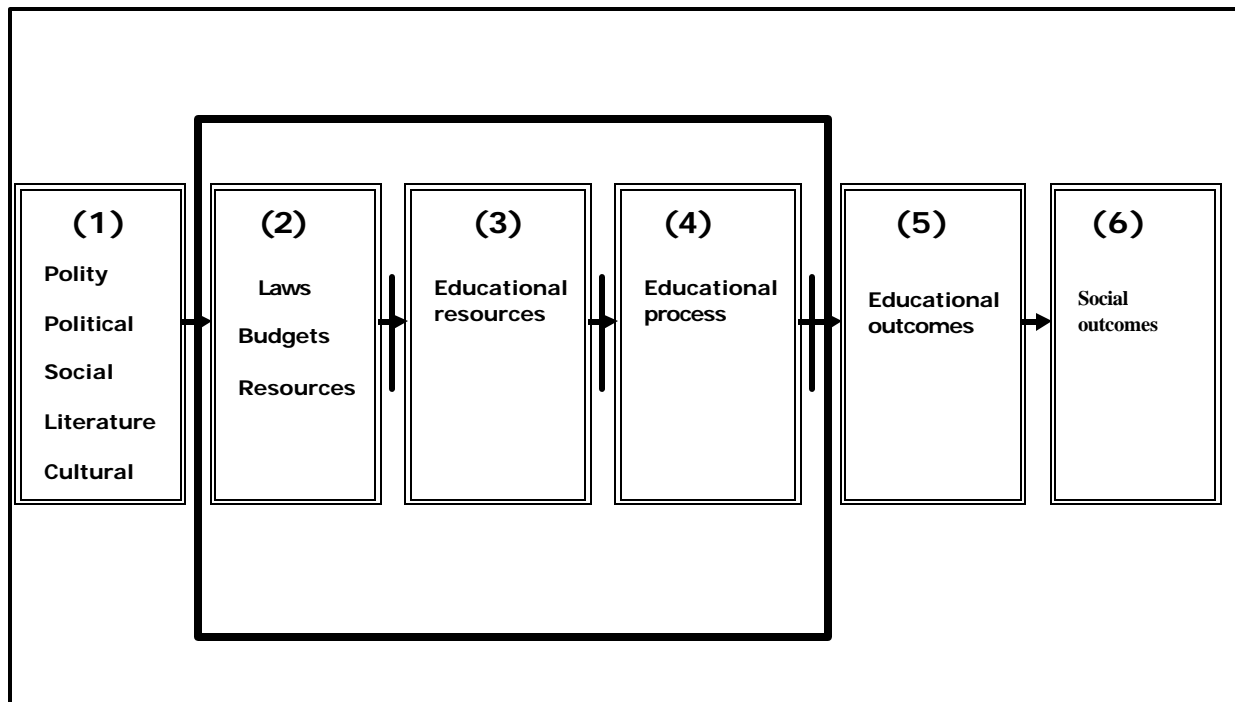 (1)
Polity
Political
Social
Literature
Cultural
(2)
Laws
Budgets
Resources
(3)
Educational
resources
(4)
Educational
process
(5)
Educational
outcomes
(6)
Social
outcomes